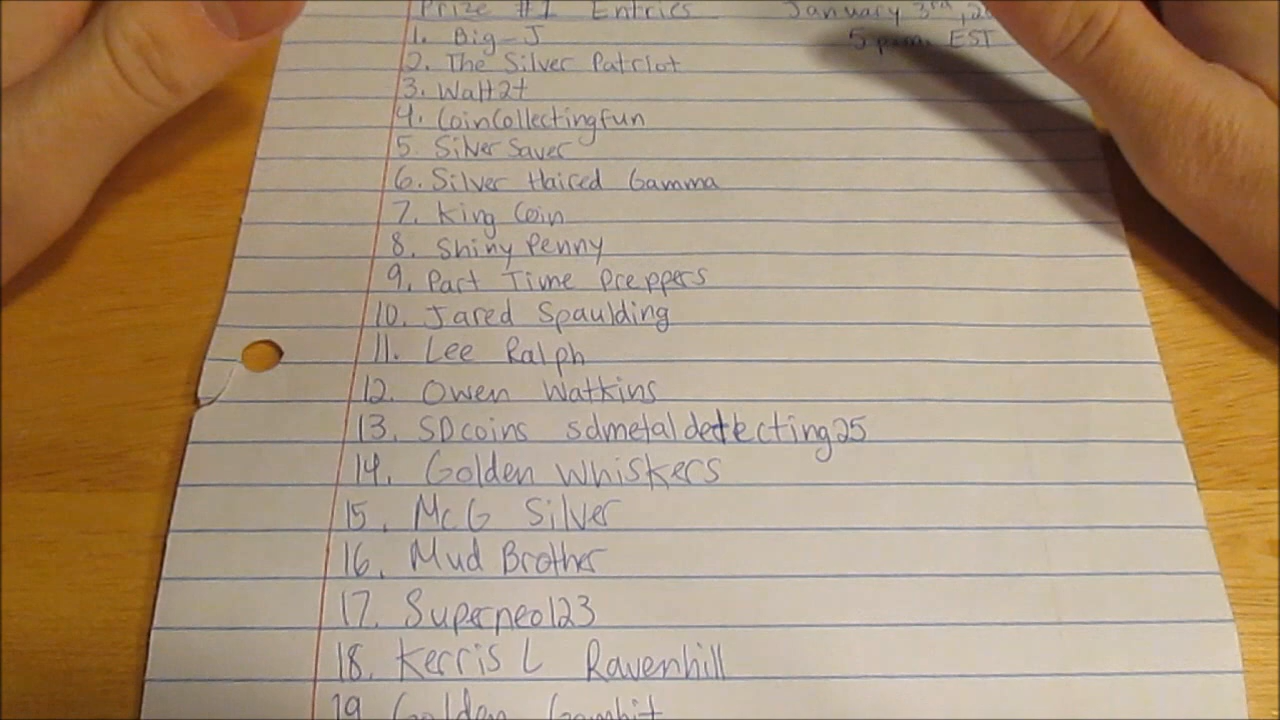 Prize #1 Entries January 3rd, 20
5 p.m. EST
1. Big-J
2. The Silver Patriot
3. Walt2t
4. CoinCollectingfun
5. Silver Saver
6. Silver Haired Gamma
7. King Coin
8. Shiny Penny
9. Part Time Preppers
10. Jared Spaulding
11. Lee Ralph
12. Owen Watkins
13. SDcoins sdmetaldetecting25
14. Golden Whiskers
15. McG Silver
16. Mud Brother
17. Superneo123
18. Kerris L Ravenhill
19. Golden Gambit